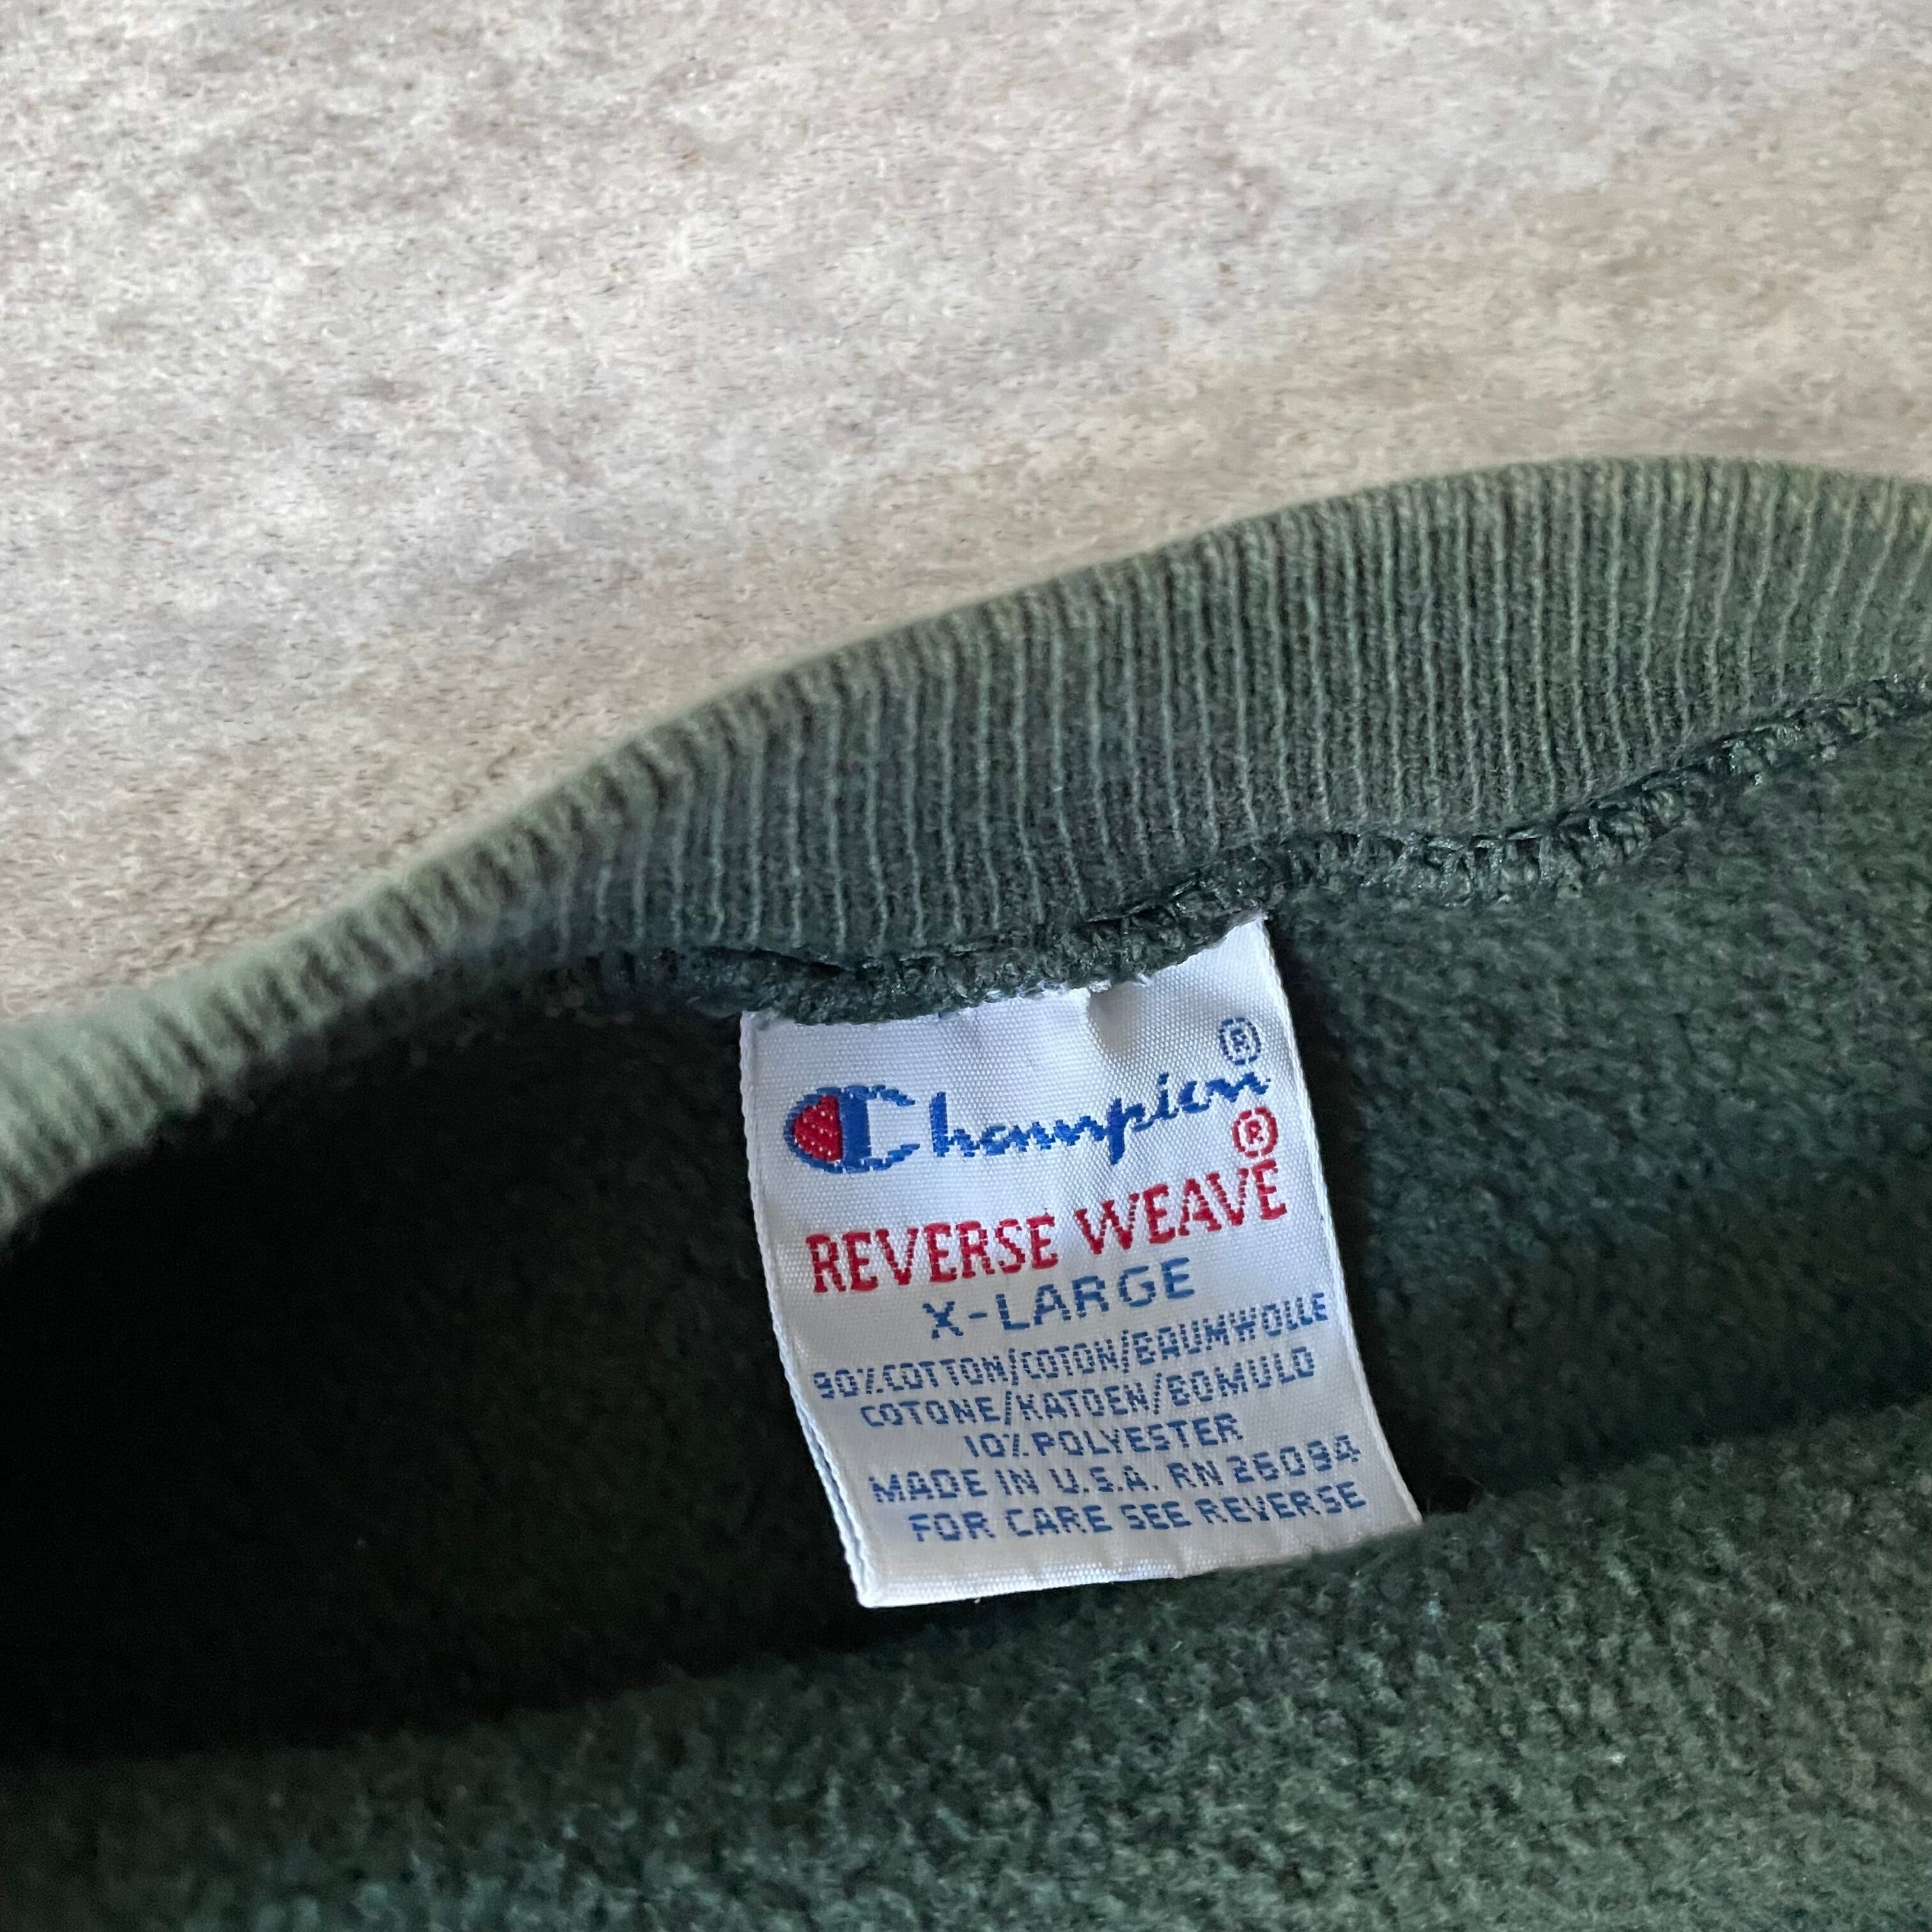 Champion®
REVERSE WEAVE®
X-LARGE
90%COTTON/COTON/BAUMWOLLE
COTONE/KATOEN/BOMULD
10%POLYESTER
MADE IN U.S.A. RN 26094
FOR CARE SEE REVERSE